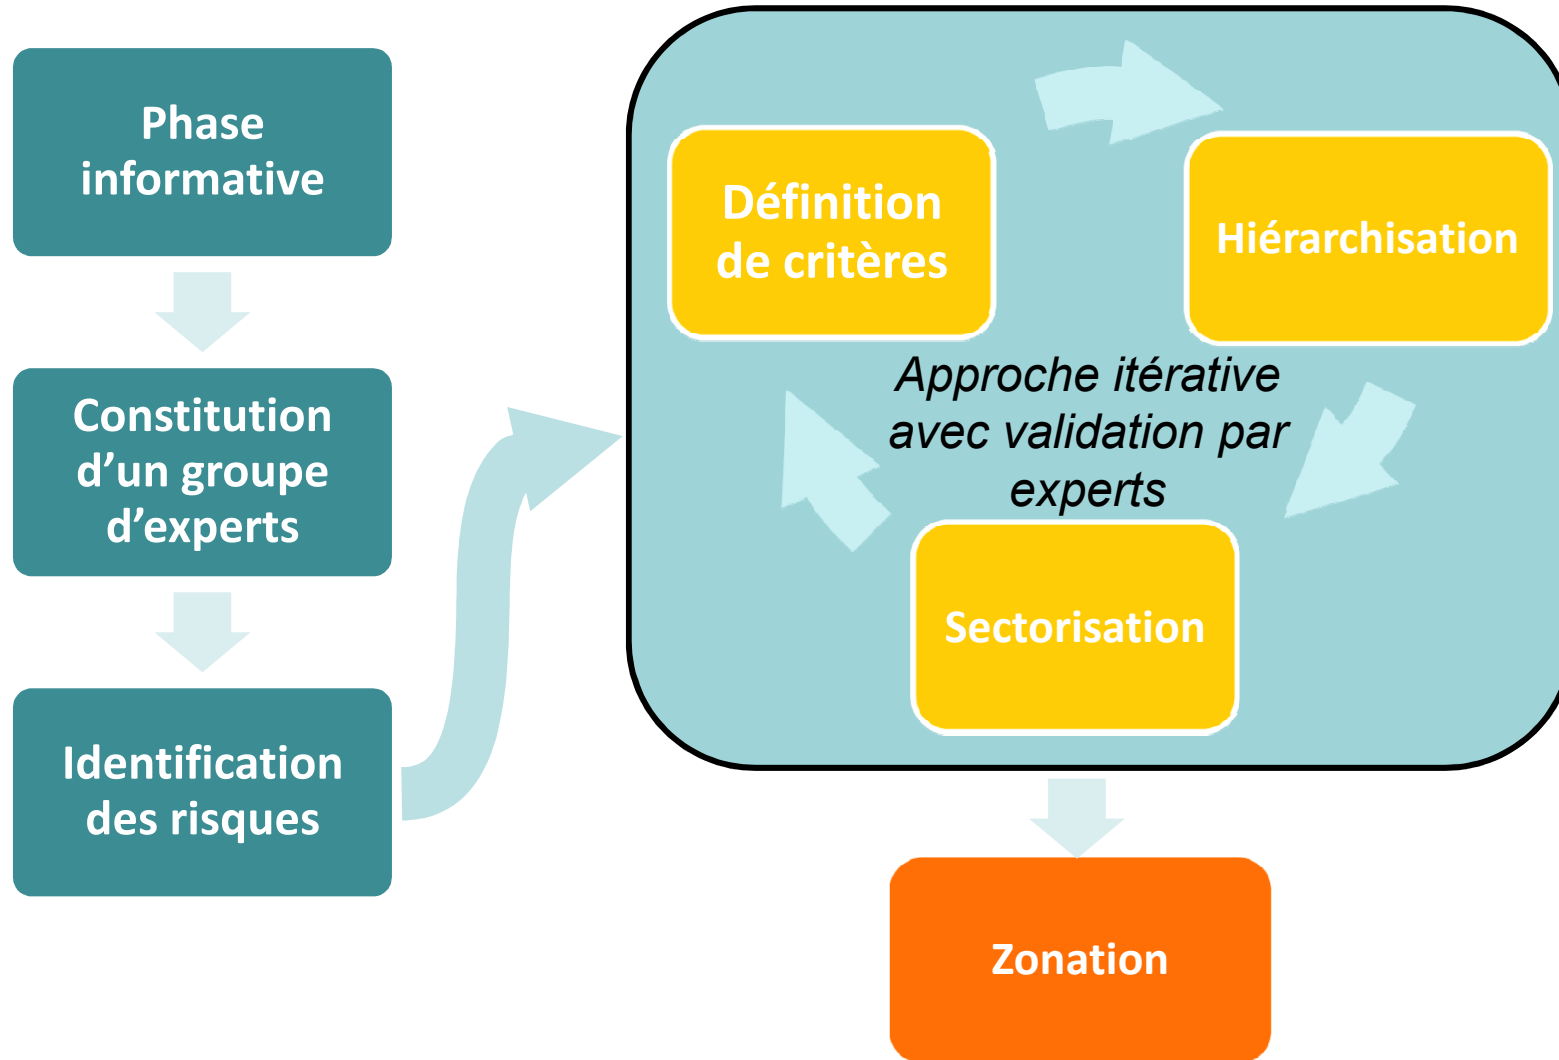 Phase
informative
Constitution
d’un groupe
d’experts
Identification
des risques
Définition
de critères
Hiérarchisation
Approche itérative
avec validation par
experts
Sectorisation
Zonation